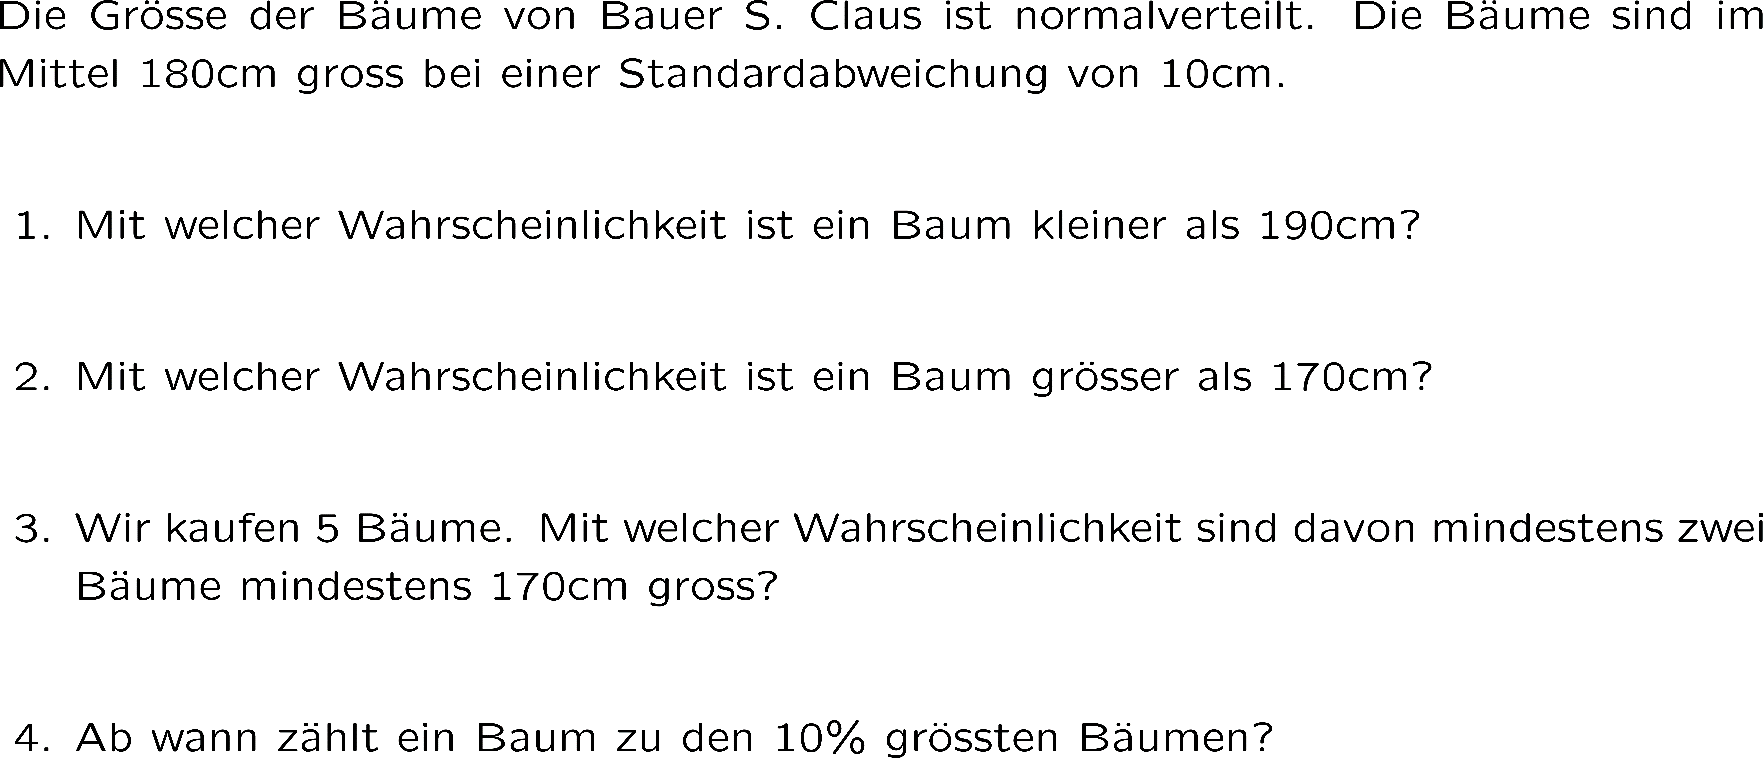 Die Grösse der Bäume von Bauer S. Claus ist normalverteilt. Die Bäume sind im
Mittel 180cm gross bei einer Standardabweichung von 10cm.
1. Mit welcher Wahrscheinlichkeit ist ein Baum kleiner als 190cm?
2. Mit welcher Wahrscheinlichkeit ist ein Baum grösser als 170cm?
3. Wir kaufen 5 Bäume. Mit welcher Wahrscheinlichkeit sind davon mindestens zwei
Bäume mindestens 170cm gross?
4. Ab wann zählt ein Baum zu den 10% grössten Bäumen?